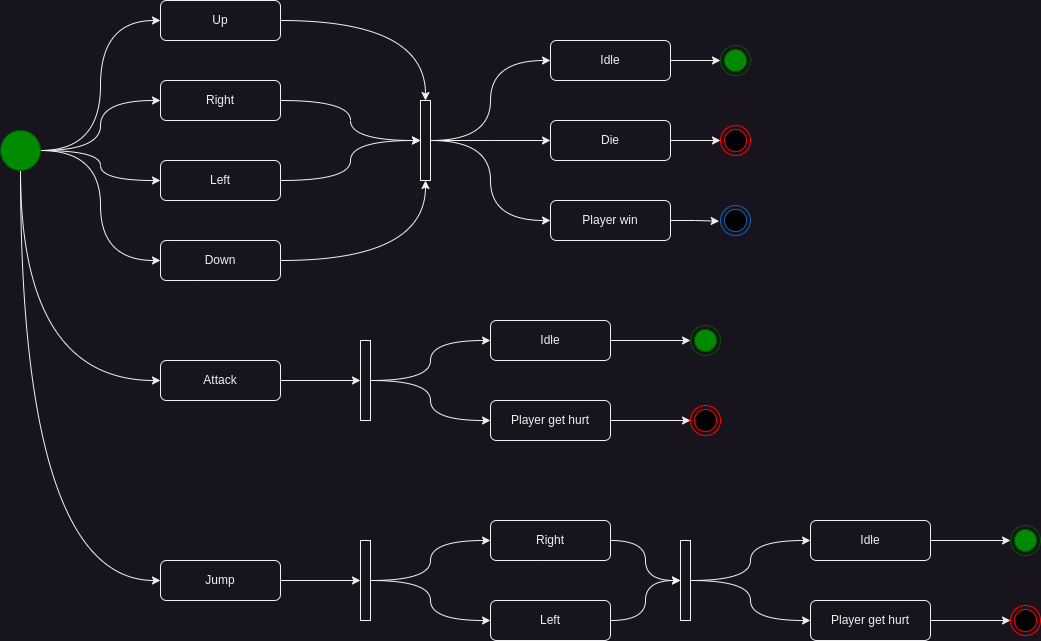 Up
Right
Left
Down
Idle
Die
Player win
Attack
Idle
Player get hurt
Jump
Right
Left
Idle
Player get hurt